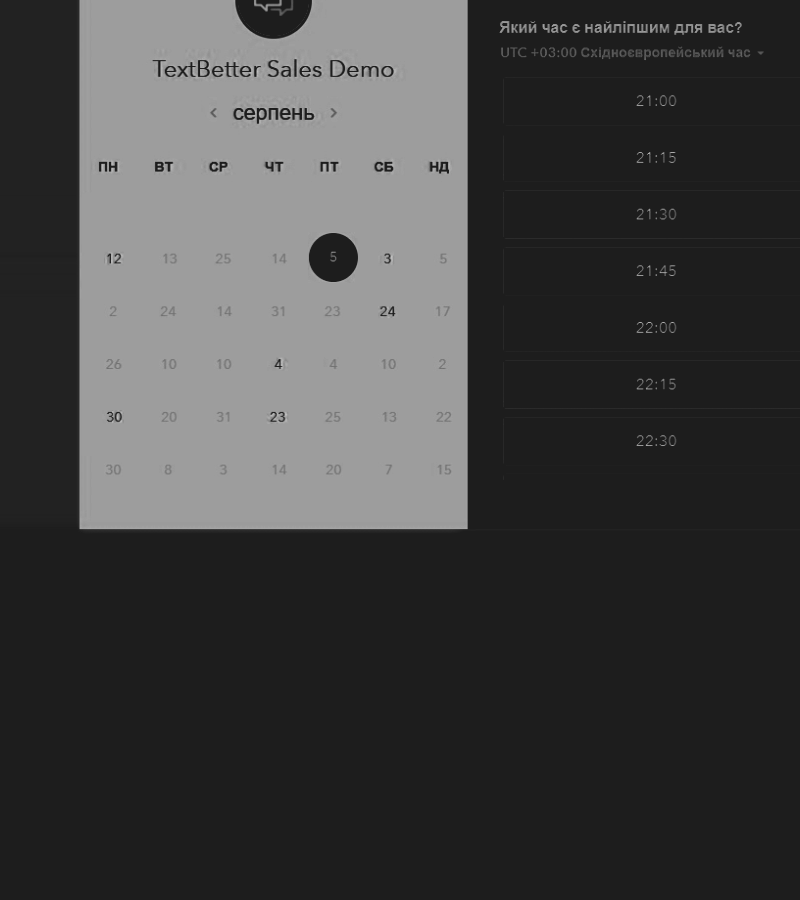 TextBetter Sales Demo
серпень
ПН ВТ СР ЧТ ПТ СБ НД
12 13 25 14 5 3 5
2 24 14 31 23 24 17
26 10 10 4 4 10 2
30 20 31 23 25 13 22
30 8 3 14 20 7 15
Який час є найліпшим для вас?
UTC +03:00 Східноєвропейський час
21:00
21:15
21:30
21:45
22:00
22:15
22:30